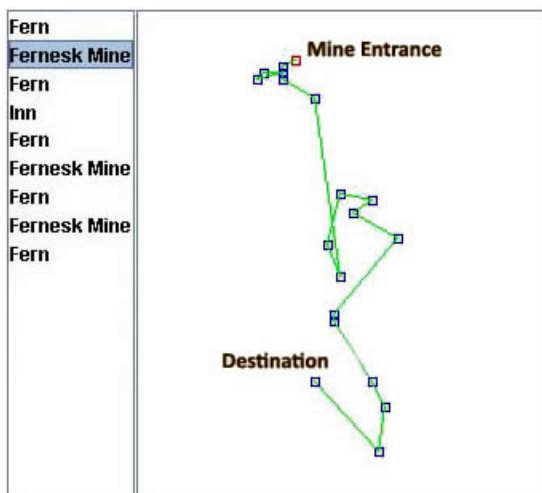 Fern
Fernesk Mine
Fern
Inn
Fern
Fernesk Mine
Fern
Fernesk Mine
Fern
Mine Entrance
Destination